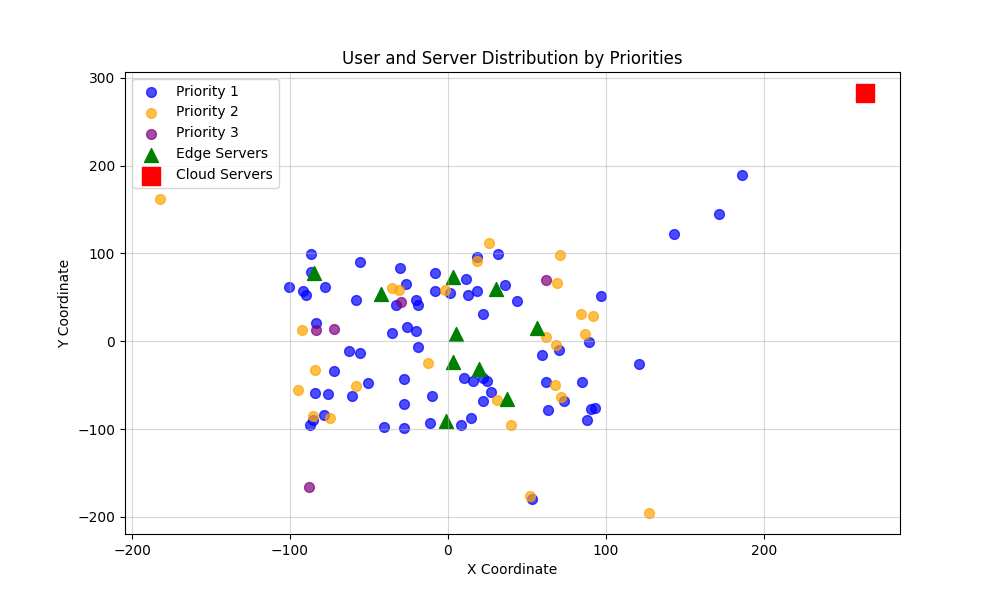 User and Server Distribution by Priorities
Priority 1
Priority 2
Priority 3
Edge Servers
Cloud Servers
300
200
100
0
−100
−200
Y Coordinate
−200
−100
0
100
200
X Coordinate